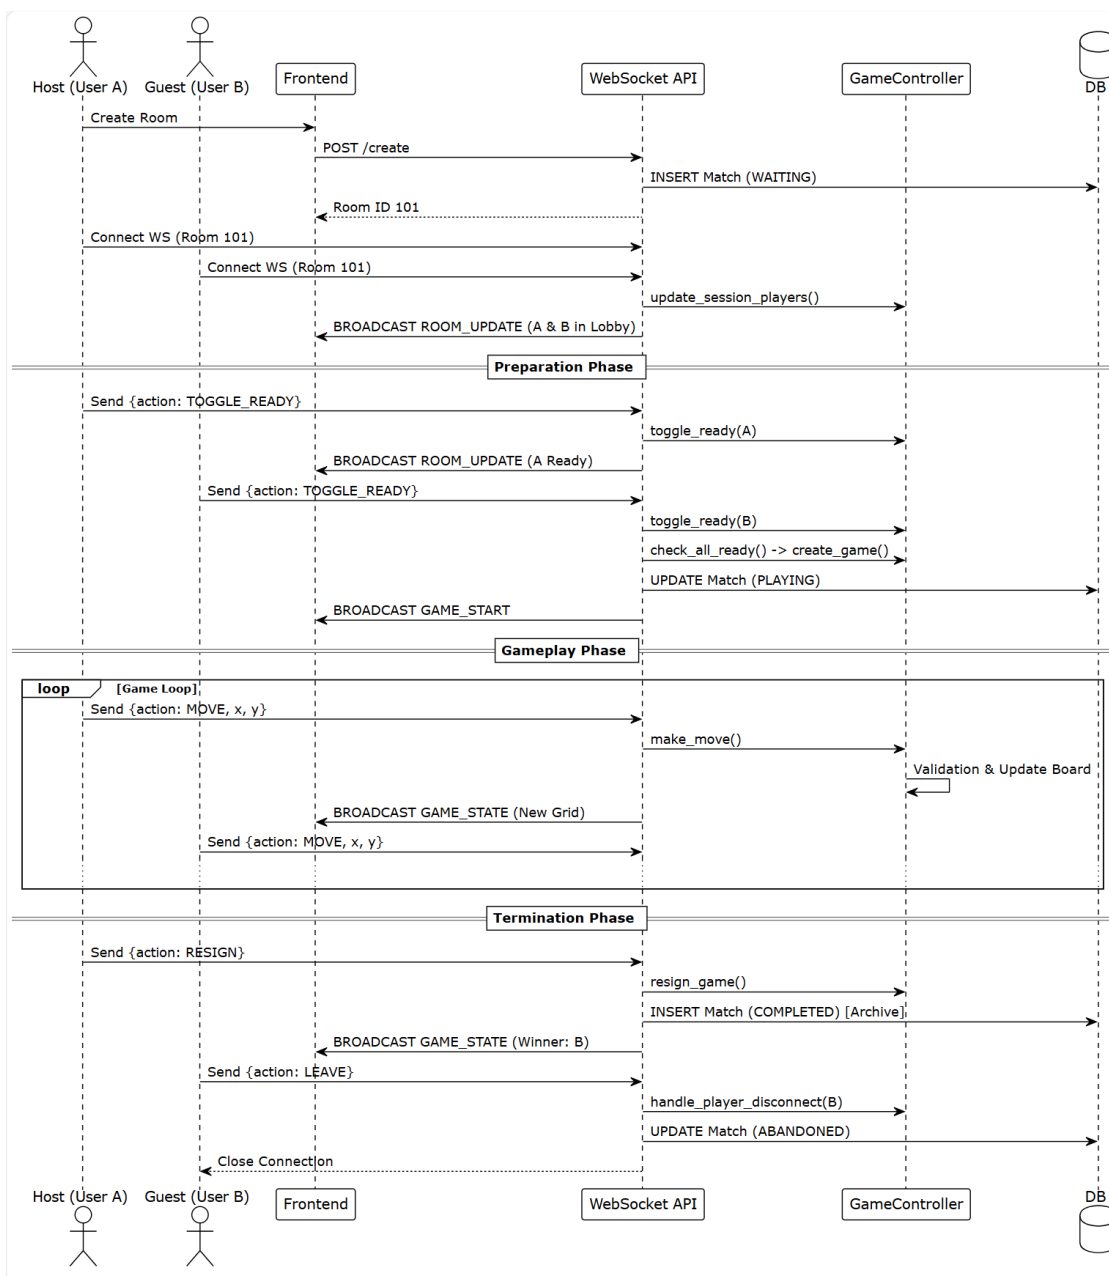 Host (User A)
Guest (User B)
Frontend
WebSocket API
GameController
DB
Create Room
POST /create
INSERT Match (WAITING)
Room ID 101
Connect WS (Room 101)
Connect WS (Room 101)
update_session_players()
BROADCAST ROOM_UPDATE (A & B in Lobby)
Preparation Phase
Send {action: TOGGLE_READY}
toggle_ready(A)
BROADCAST ROOM_UPDATE (A Ready)
Send {action: TOGGLE_READY}
toggle_ready(B)
check_all_ready() -> create_game()
UPDATE Match (PLAYING)
BROADCAST GAME_START
Gameplay Phase
loop [Game Loop]
Send {action: MOVE, x, y}
make_move()
Validation & Update Board
BROADCAST GAME_STATE (New Grid)
Send {action: MOVE, x, y}
Termination Phase
Send {action: RESIGN}
resign_game()
INSERT Match (COMPLETED) [Archive]
BROADCAST GAME_STATE (Winner: B)
Send {action: LEAVE}
handle_player_disconnect(B)
UPDATE Match (ABANDONED)
Close Connection
Host (User A)
Guest (User B)
Frontend
WebSocket API
GameController
DB